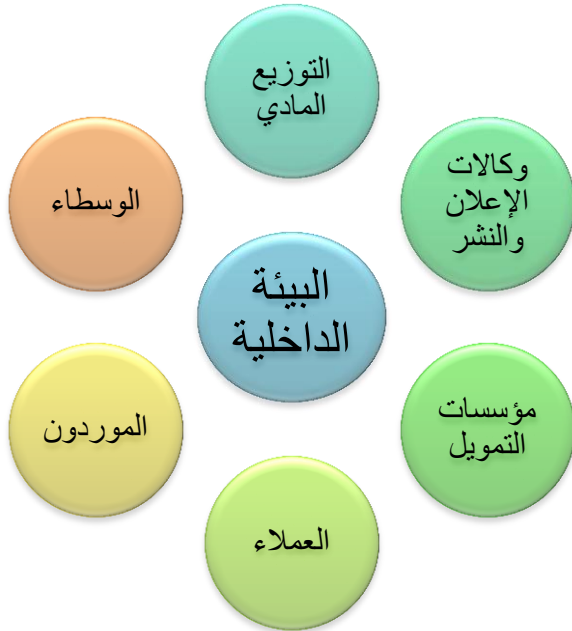 التوزيع
المادي
وكالات
الإعلان
والنشر
الوسطاء
البيئة
الداخلية
مؤسسات
التمويل
الموردون
العملاء